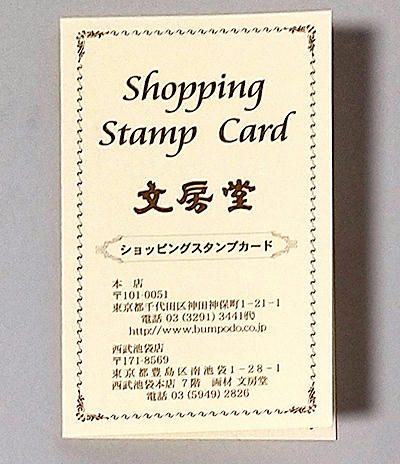 Shopping
Stamp Card
文房堂
ショッピングスタンプカード
本 店
〒101-0051
東京都千代田区神田神保町1-21-1
電話 03 (3291) 3441代
http://www.bumpodo.co.jp
西武池袋店
〒171-8569
東京都豊島区南池袋1-28-1
西武池袋本店 7階 画材 文房堂
電話 03 (5949) 2826